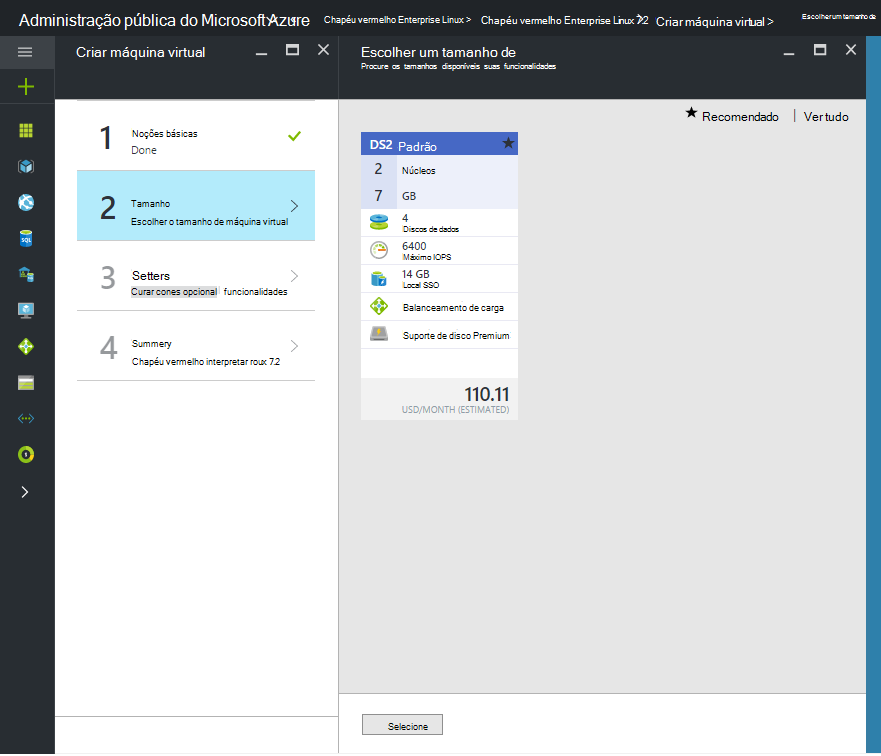 Administração pública do Microsoft Azure
Chapéu vermelho Enterprise Linux >
Chapéu vermelho Enterprise Linux 7.2
Criar máquina virtual >
Escolher um tamanho de
Criar máquina virtual
Escolher um tamanho de
Procure os tamanhos disponíveis suas funcionalidades
Recomendado | Ver tudo
1
Noções básicas
Done
2
Tamanho
Escolher o tamanho de máquina virtual
3
Setters
Curar cones opcional funcionalidades
4
Summery
Chapéu vermelho interpretar roux 7.2
DS2 Padrão
2 Núcleos
7 GB
4
Discos de dados
6400
Máximo IOPS
14 GB
Local SSO
Balanceamento de carga
Suporte de disco Premium
110.11
USD/MONTH (ESTIMATED)
SQL
Selecione